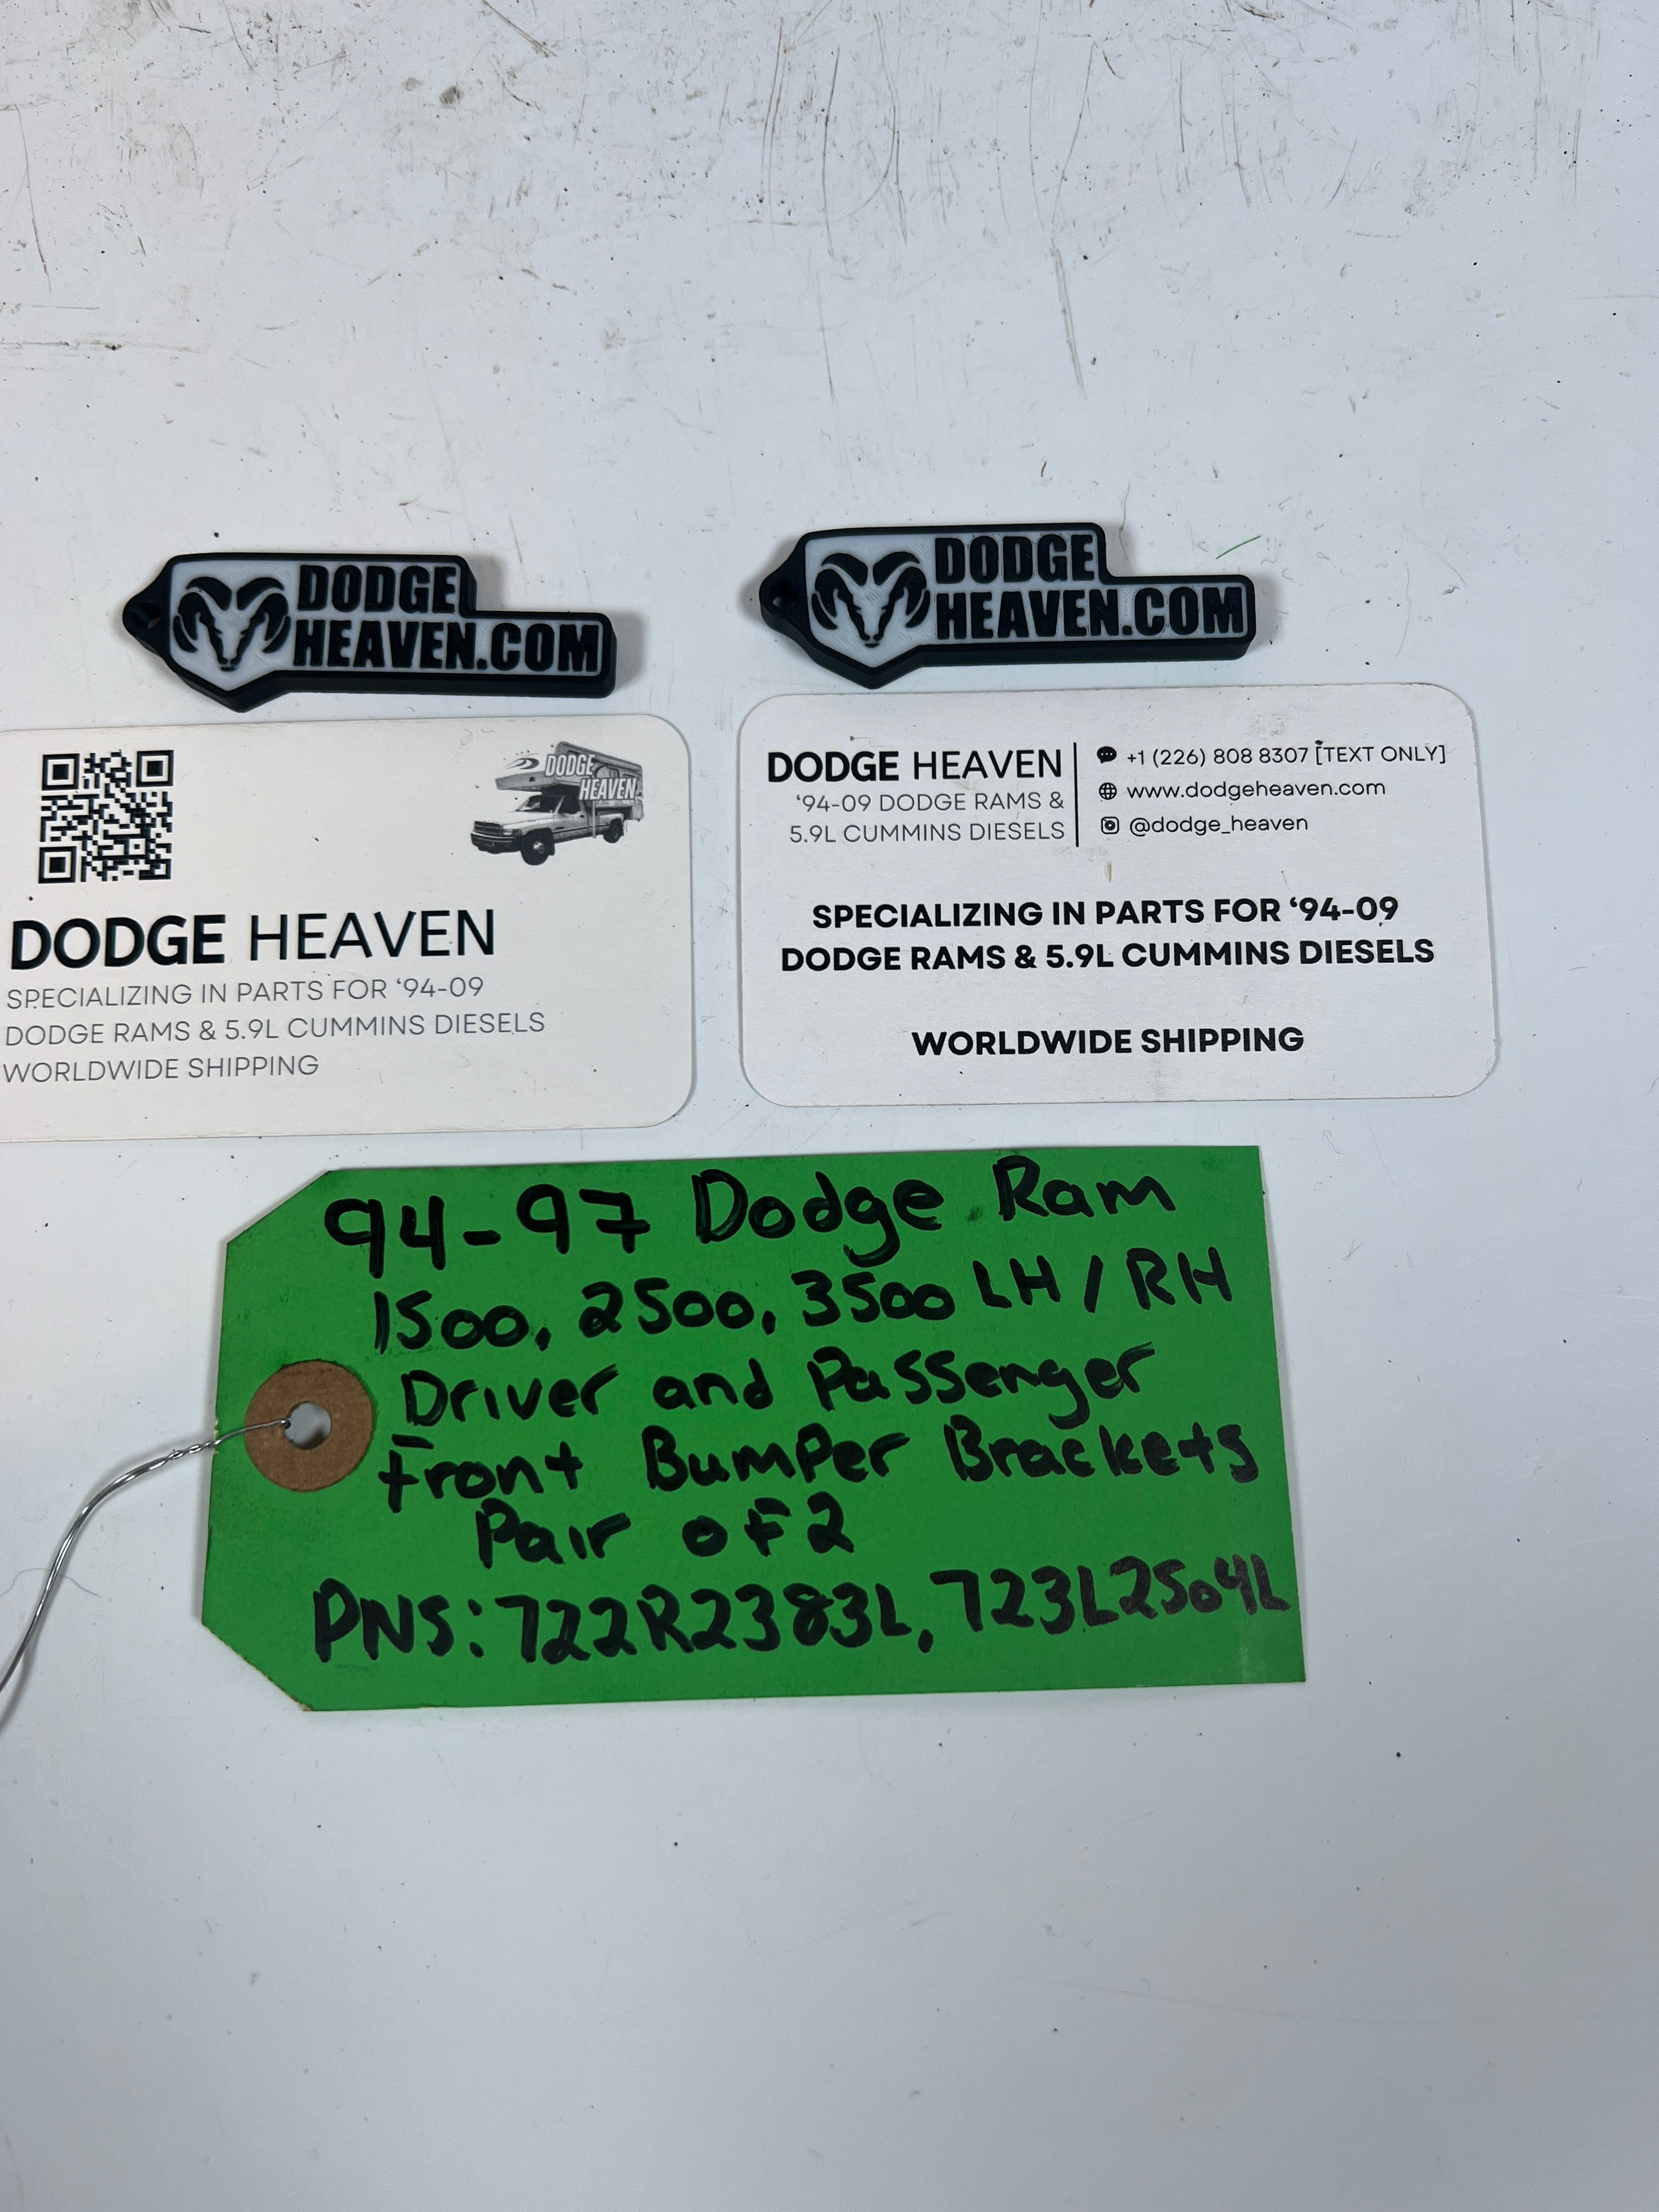 DODGE
HEAVEN.COM
DODGE
HEAVEN.COM
DODGE
HEAVEN
DODGE HEAVEN
SPECIALIZING IN PARTS FOR ‘94-09
DODGE RAMS & 5.9L CUMMINS DIESELS
WORLDWIDE SHIPPING
DODGE HEAVEN
‘94-09 DODGE RAMS &
5.9L CUMMINS DIESELS
+1 (226) 808 8307 [TEXT ONLY]
www.dodgeheaven.com
@dodge_heaven
SPECIALIZING IN PARTS FOR ‘94-09
DODGE RAMS & 5.9L CUMMINS DIESELS
WORLDWIDE SHIPPING
94-97 Dodge Ram
1500, 2500, 3500 LH / RH
Driver and Passenger
Front Bumper Brackets
Pair of 2
PNS: 722R2383L, 723L2504L